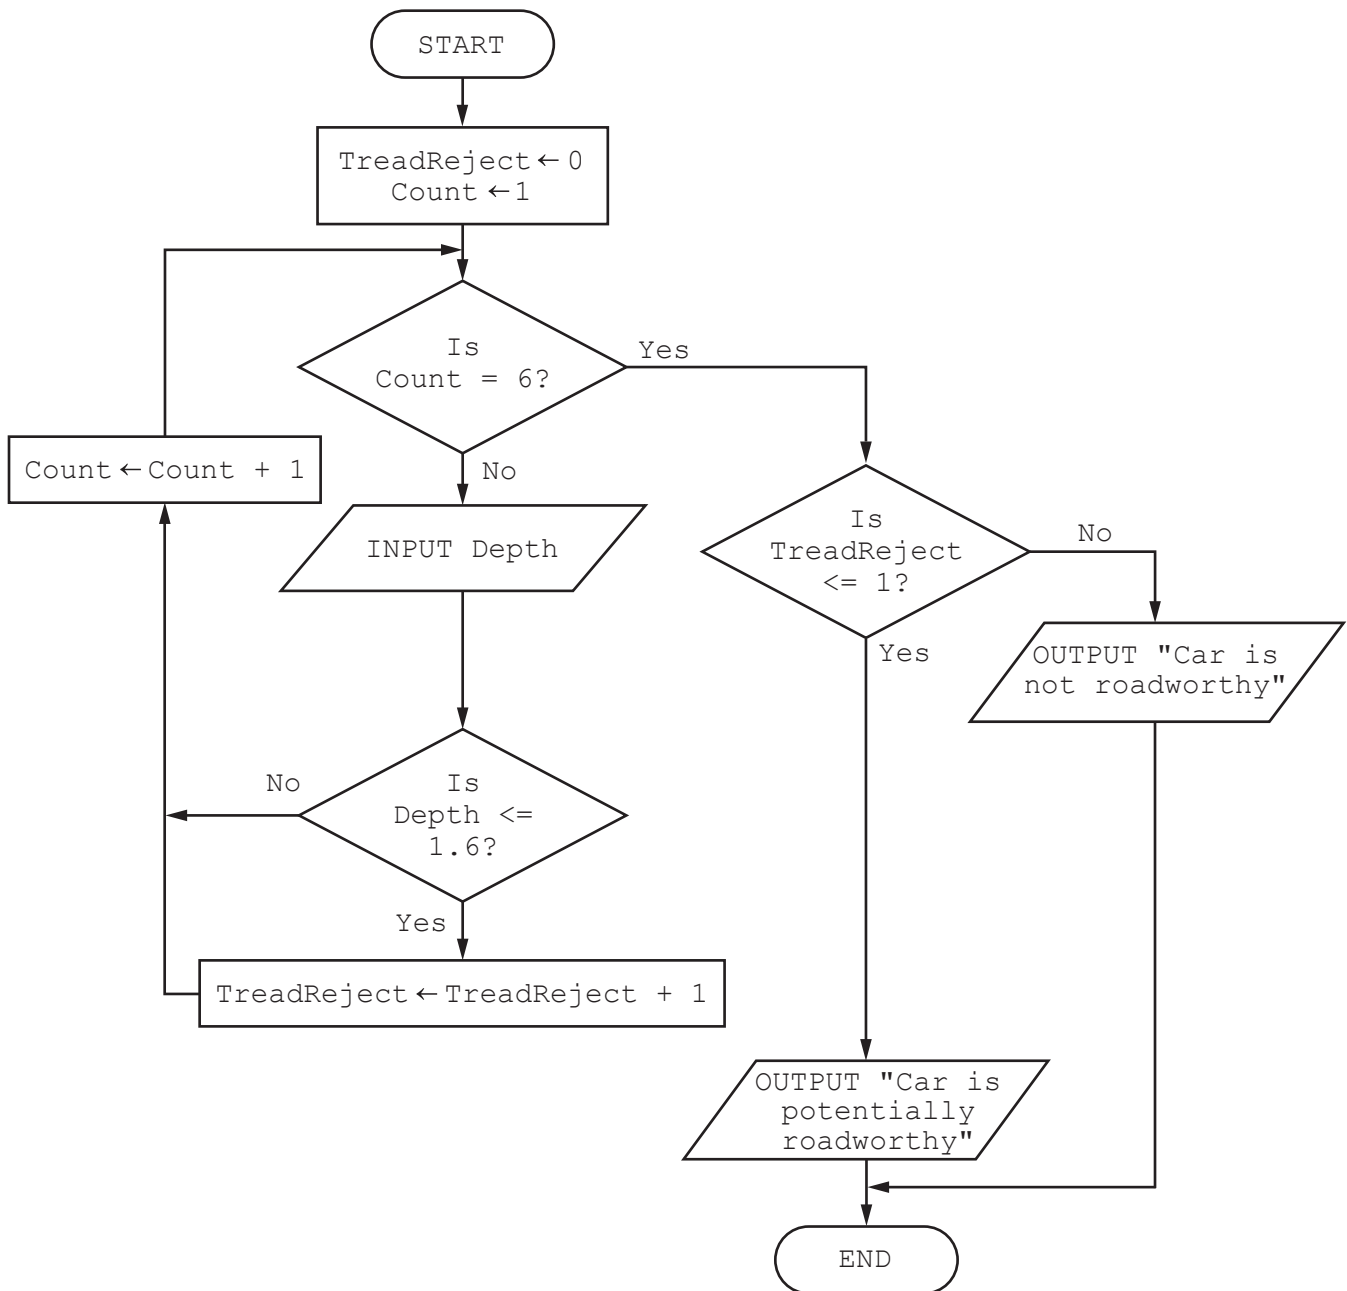 START
TreadReject ← 0
Count ← 1
Is
Count = 6?
Yes
No
Count ← Count + 1
INPUT Depth
Is
TreadReject
<= 1?
No
Yes
OUTPUT "Car is
not roadworthy"
Is
Depth <=
1.6?
No
Yes
TreadReject ← TreadReject + 1
OUTPUT "Car is
potentially
roadworthy"
END